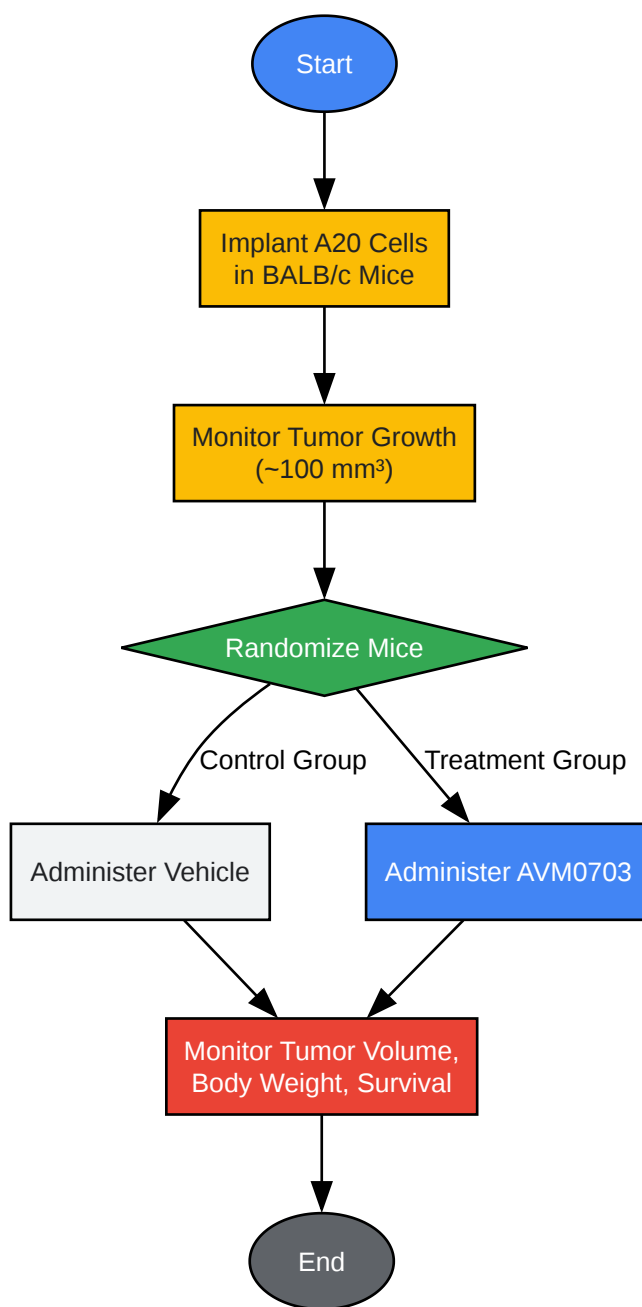 Start
Implant A20 Cells
in BALB/c Mice
Monitor Tumor Growth
(~100 mm³)
Randomize Mice
Control Group
Treatment Group
Administer Vehicle
Administer AVM0703
Monitor Tumor Volume,
Body Weight, Survival
End